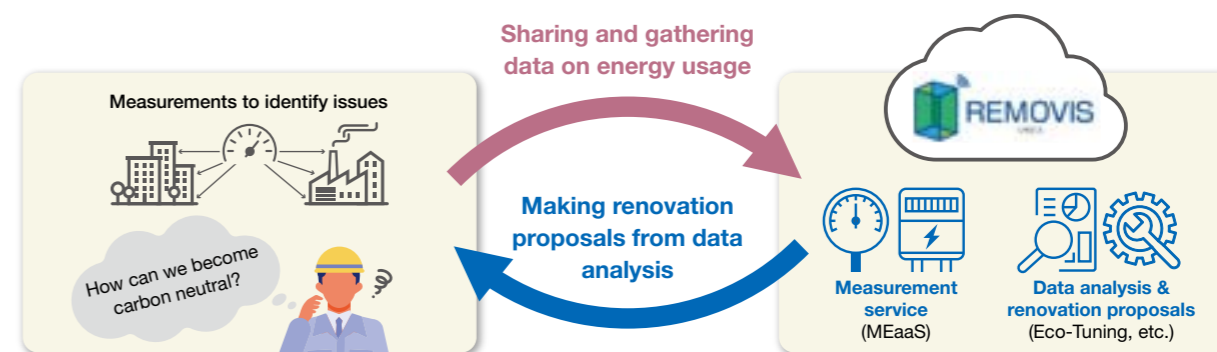 Sharing and gathering
data on energy usage
Measurements to identify issues
How can we become
carbon neutral?
Making renovation
proposals from data
analysis
REMOVIS
Measurement
service
(MEaaS)
Data analysis &
renovation proposals
(Eco-Tuning, etc.)